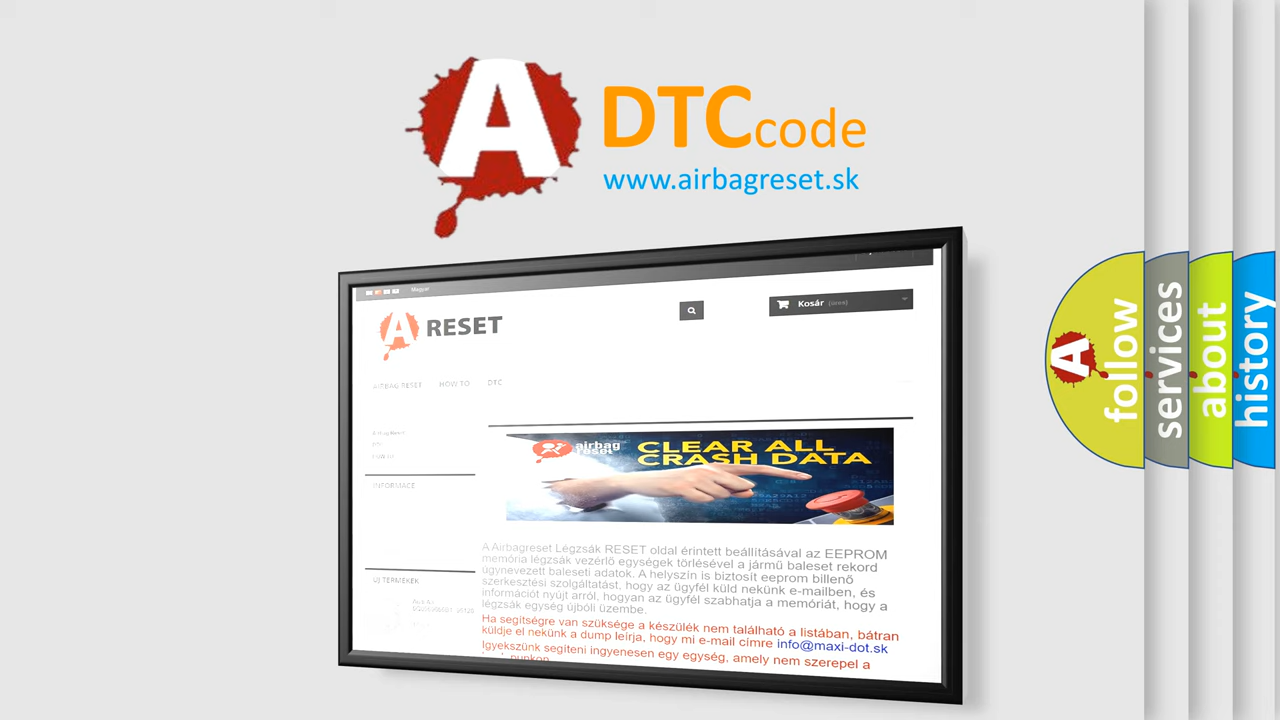 A DTCcode
www.airbagreset.sk
Magyar
A RESET
Kosár (üres)
AIRBAG RESET HOW TO DTC
INFORMACE
ÚJ TERMÉKEK
airbag
reset
CLEAR ALL
CRASH DATA
A Airbagreset Légzsák RESET oldal érintett beállításával az EEPROM
memória légzsák vezérlő egységek törlésével a jármű baleset rekord
úgynevezett baleseti adatok. A helyszín is biztosít eeprom billenő
szerkesztési szolgáltatást, hogy az ügyfél küld nekünk e-mailben, és
információt nyújt arról, hogyan az ügyfél szabhatja a memóriát, hogy a
légzsák egység újbóli üzembe.
Ha segítségre van szüksége a készülék nem található a listában, bátran
küldje el nekünk a dump leírja, hogy mi e-mail címre info@maxi-dot.sk
Igyekszünk segíteni ingyenesen egy egység, amely nem szerepel a
A
follow
services
about
history